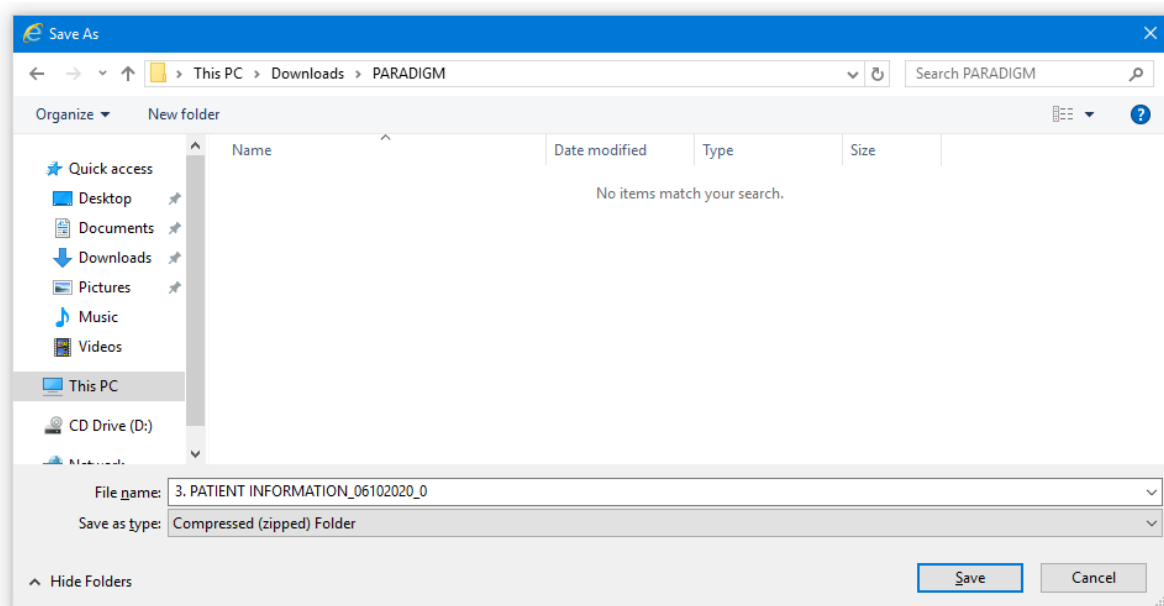 Save As
This PC > Downloads > PARADIGM
Search PARADIGM
Organize
New folder
?
Name
Date modified
Type
Size
No items match your search.
Quick access
Desktop
Documents
Downloads
Pictures
Music
Videos
This PC
CD Drive (D:)
Network
File name: 3. PATIENT INFORMATION_06102020_0
Save as type: Compressed (zipped) Folder
Hide Folders
Save
Cancel